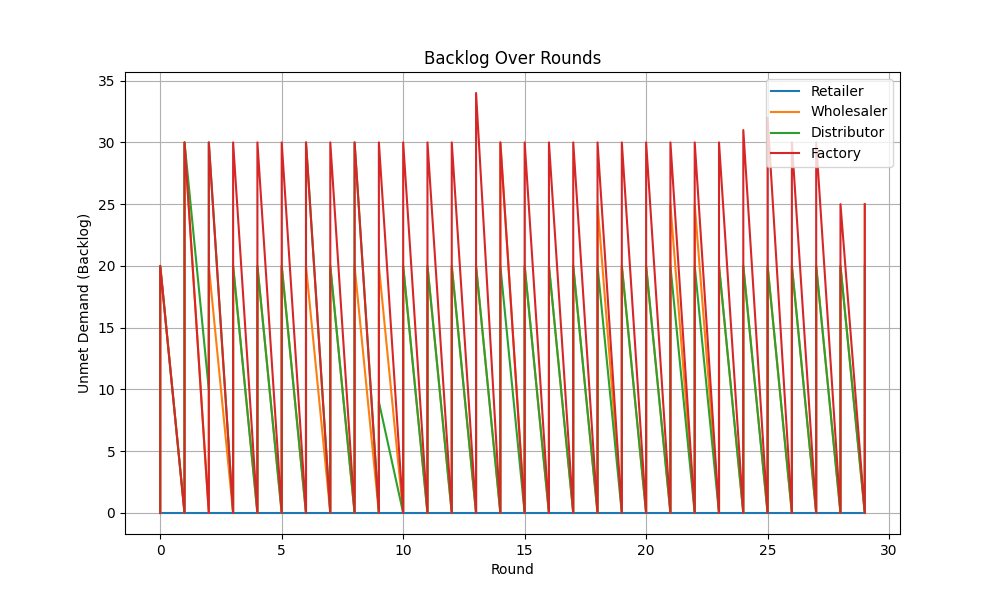 Backlog Over Rounds
35
30
25
20
15
10
5
0
Unmet Demand (Backlog)
Retailer
Wholesaler
Distributor
Factory
0 5 10 15 20 25 30
Round